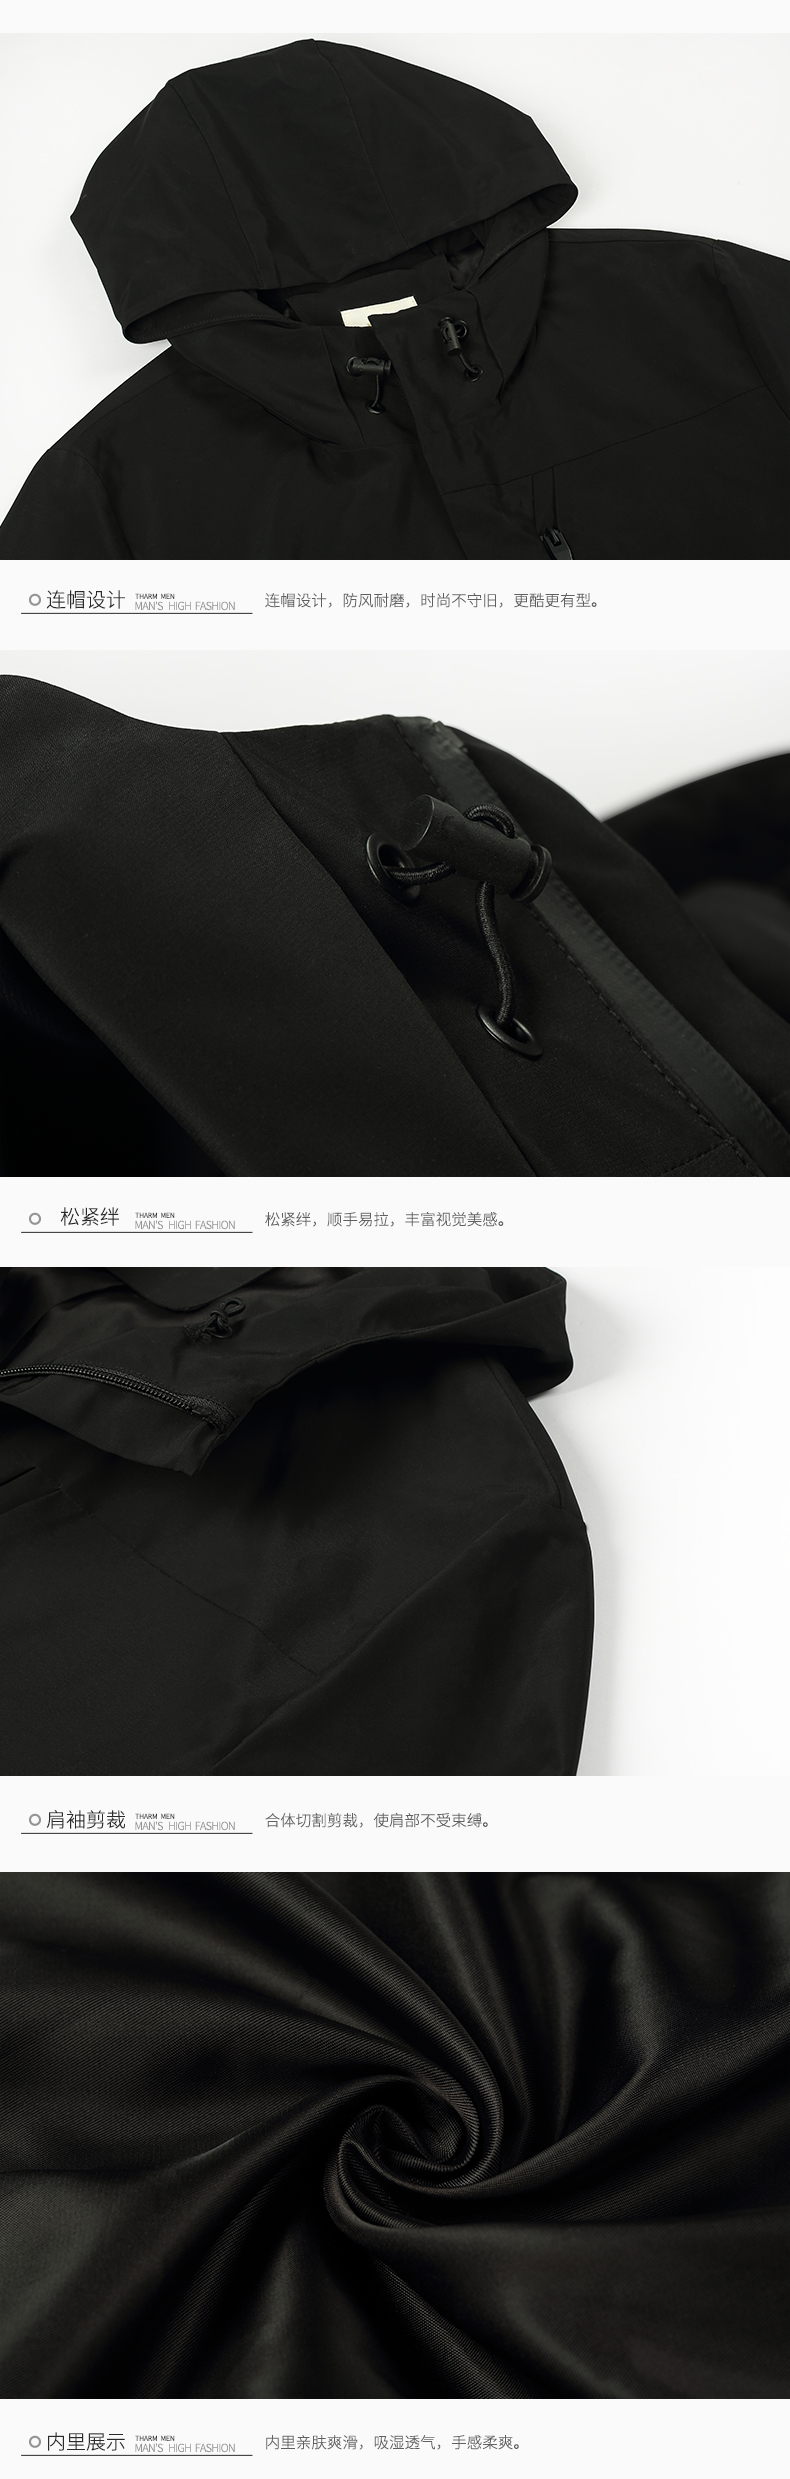 连帽设计
THARM MEN
MAN'S HIGH FASHION
连帽设计，防风耐磨，时尚不守旧，更酷更有型。
松紧绊
THARM MEN
MAN'S HIGH FASHION
松紧绊，顺手易拉，丰富视觉美感。
肩袖剪裁
THARM MEN
MAN'S HIGH FASHION
合体切割剪裁，使肩部不受束缚。
内里展示
THARM MEN
MAN'S HIGH FASHION
内里亲肤爽滑，吸湿透气，手感柔爽。